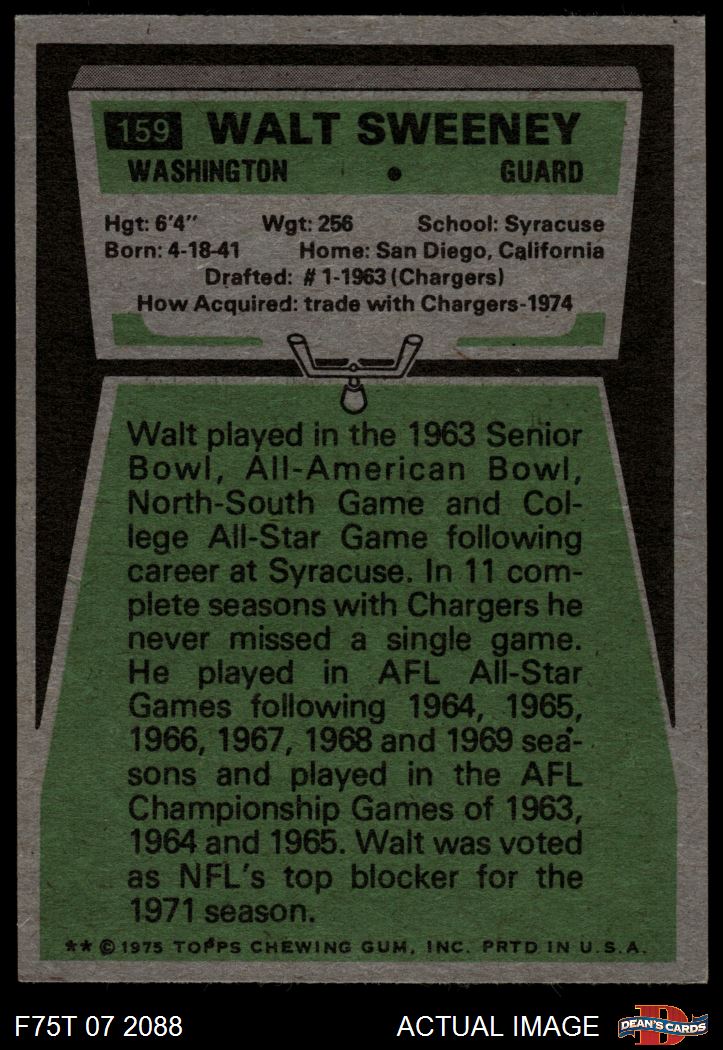 159 WALT SWEENEY
WASHINGTON • GUARD
Hgt: 6'4" Wgt: 256 School: Syracuse
Born: 4-18-41 Home: San Diego, California
Drafted: #1-1963 (Chargers)
How Acquired: trade with Chargers-1974
Walt played in the 1963 Senior
Bowl, All-American Bowl,
North-South Game and Col-
lege All-Star Game following
career at Syracuse. In 11 com-
plete seasons with Chargers he
never missed a single game.
He played in AFL All-Star
Games following 1964, 1965,
1966, 1967, 1968 and 1969 sea-
sons and played in the AFL
Championship Games of 1963,
1964 and 1965. Walt was voted
as NFL's top blocker for the
1971 season.
**©1975 TOPPS CHEWING GUM, INC. PRTD IN U.S.A.
F75T 07 2088 ACTUAL IMAGE D DEAN'S CARDS